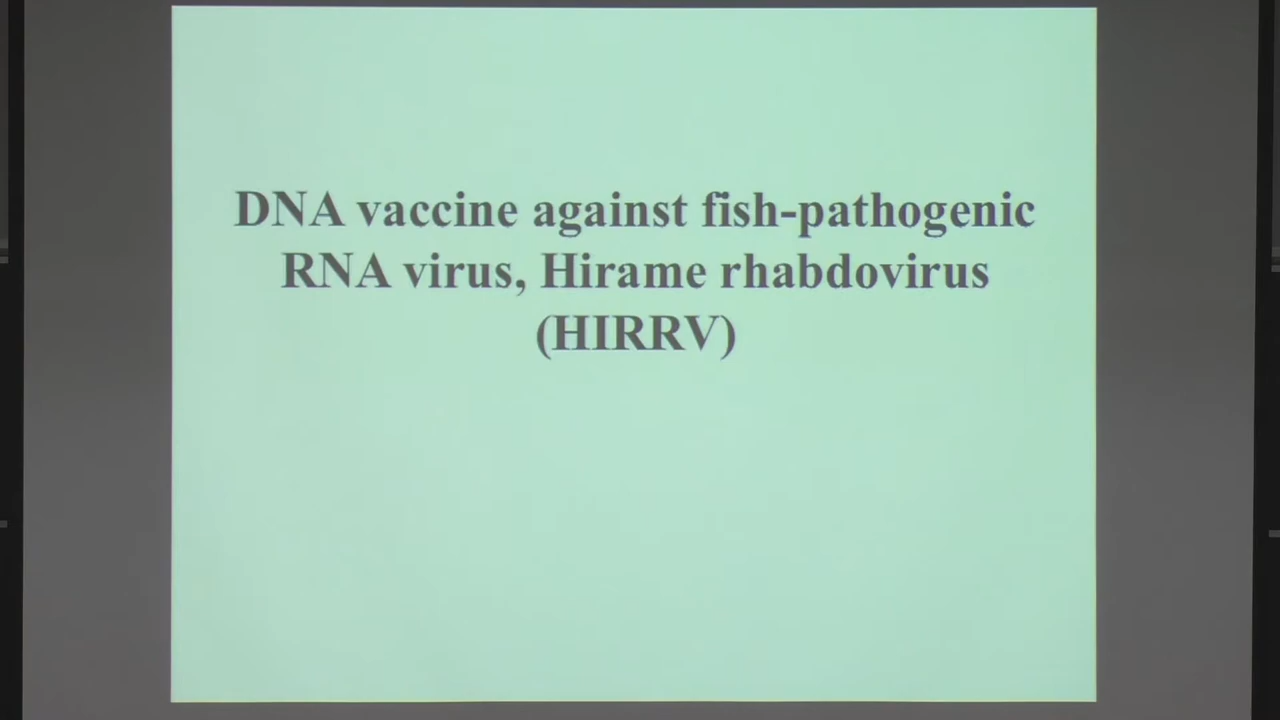 DNA vaccine against fish-pathogenic
RNA virus, Hirame rhabdovirus
(HIRRV)